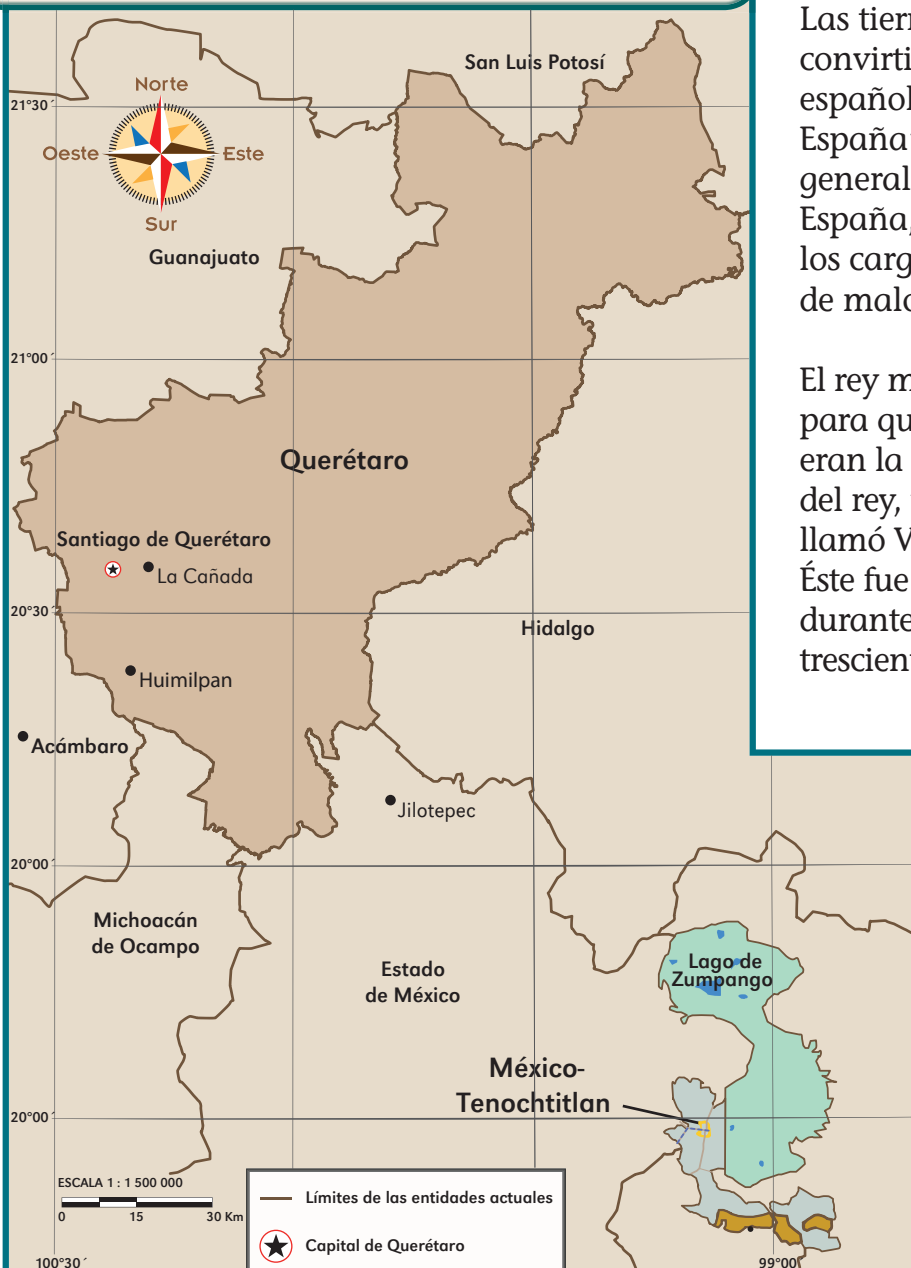 San Luis Potosí
Norte
21°30´
Oeste
Este
Sur
Guanajuato
21°00´
Querétaro
Santiago de Querétaro
La Cañada
20°30´
Hidalgo
Huimilpan
Acámbaro
Jilotepec
20°00´
Michoacán
de Ocampo
Lago de
Zumpango
Estado
de México
México-
Tenochtitlan
20°00´
ESCALA 1 : 1 500 000
0 15 30 Km
Límites de las entidades actuales
Capital de Querétaro
100°30´
99°00´
Las tierr
convirti
español
España
general
España,
los carg
de malo
El rey m
para qu
eran la
del rey,
llamó V
Éste fue
durante
trescient